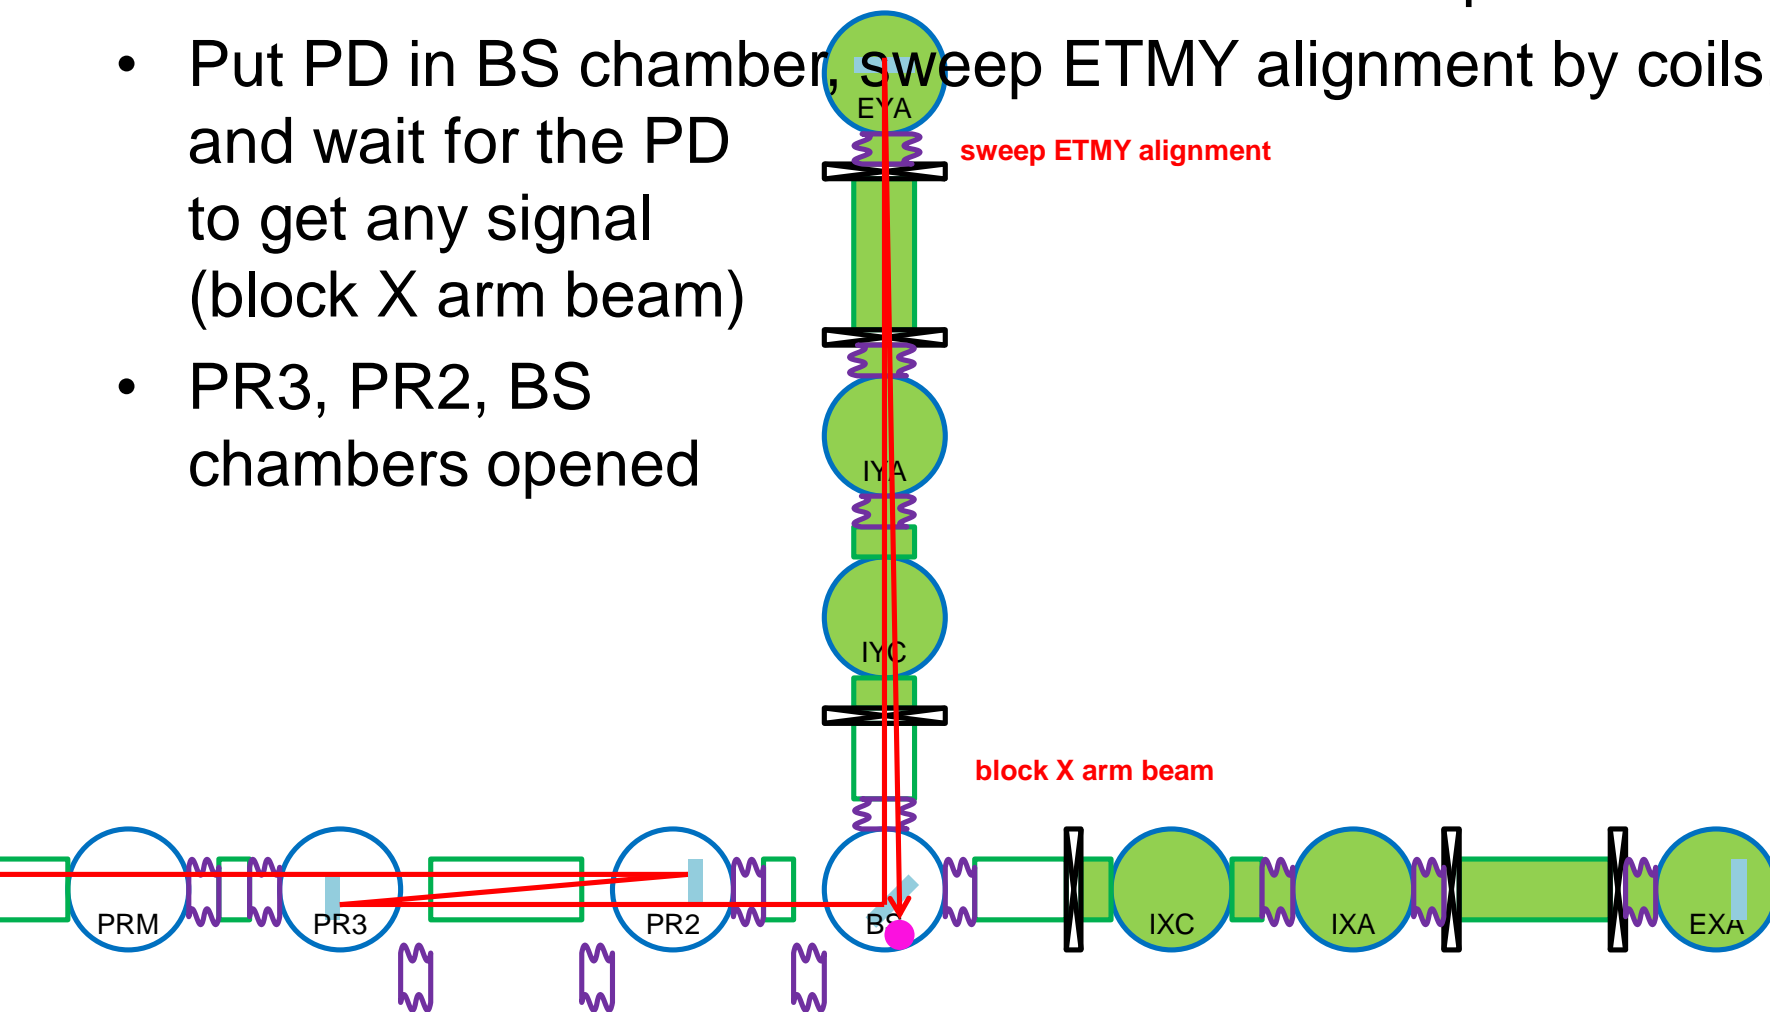 • Put PD in BS chamber, sweep ETMY alignment by coils
and wait for the PD
to get any signal
(block X arm beam)
• PR3, PR2, BS
chambers opened
EYA
sweep ETMY alignment
IYA
IYC
block X arm beam
PRM
PR3
PR2
BS
IXC
IXA
EXA